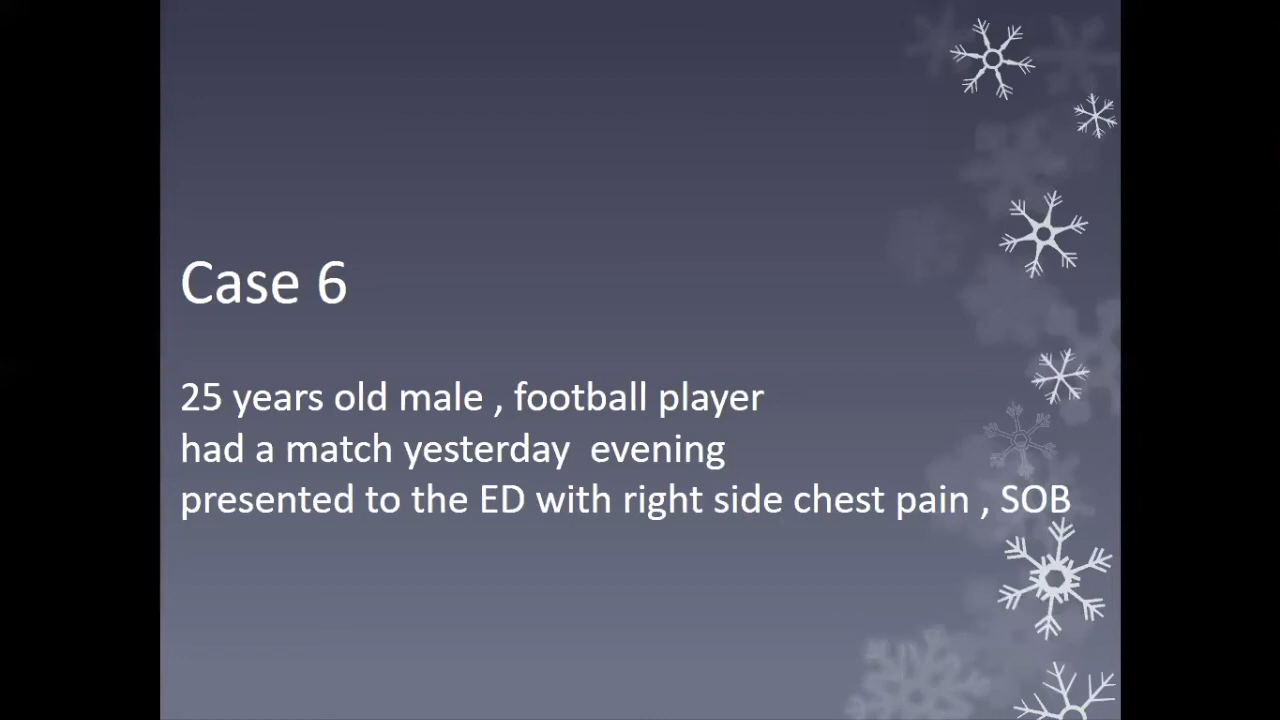 Case 6
25 years old male , football player
had a match yesterday  evening
presented to the ED with right side chest pain , SOB